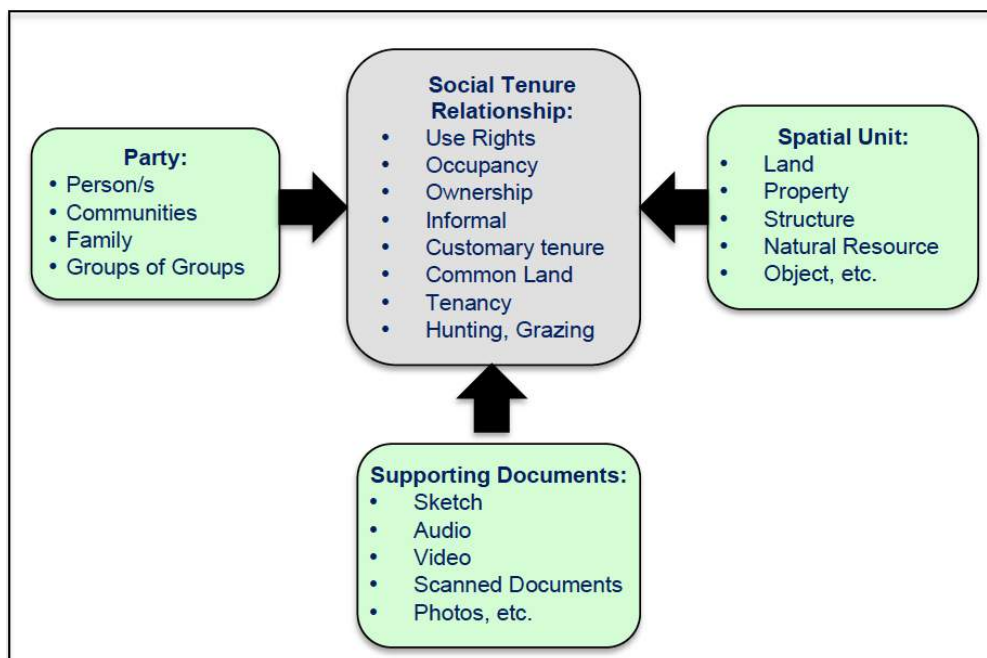 Social Tenure
Relationship:
• Use Rights
• Occupancy
• Ownership
• Informal
• Customary tenure
• Common Land
• Tenancy
• Hunting, Grazing
Party:
• Person/s
• Communities
• Family
• Groups of Groups
Spatial Unit:
• Land
• Property
• Structure
• Natural Resource
• Object, etc.
Supporting Documents:
• Sketch
• Audio
• Video
• Scanned Documents
• Photos, etc.